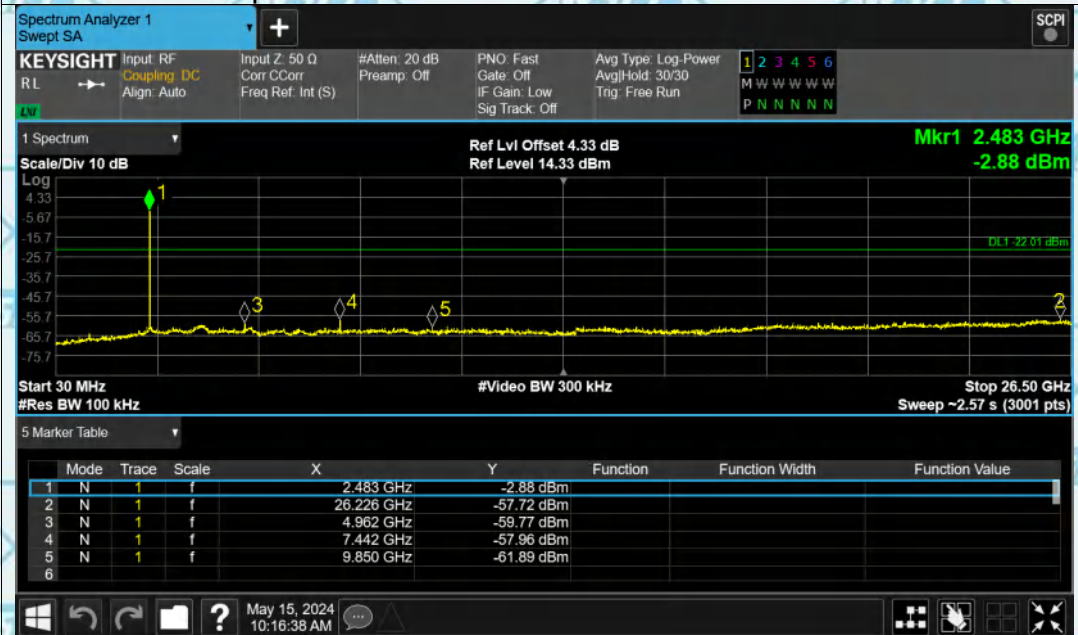 Spectrum Analyzer 1
Swept SA
+
SCPI
KEYSIGHT
RL
LNI
Input: RF
Coupling: DC
Align: Auto
Input Z: 50 Ω
Corr CCorr
Freq Ref: Int (S)
#Atten: 20 dB
Preamp: Off
PNO: Fast
Gate: Off
IF Gain: Low
Sig Track: Off
Avg Type: Log-Power
Avg|Hold: 30/30
Trig: Free Run
1 2 3 4 5 6
M W W W W W
P N N N N N
1 Spectrum
Scale/Div 10 dB
Ref Lvl Offset 4.33 dB
Ref Level 14.33 dBm
Mkr1 2.483 GHz
-2.88 dBm
Log
4.33
-5.67
-15.7
-25.7
-35.7
-45.7
-55.7
-65.7
-75.7
1
DL1 -22.01 dBm
3
4
5
2
Start 30 MHz
#Video BW 300 kHz
Stop 26.50 GHz
#Res BW 100 kHz
Sweep ~2.57 s (3001 pts)
5 Marker Table
Mode Trace Scale X Y Function Function Width Function Value
1 N 1 f 2.483 GHz -2.88 dBm
2 N 1 f 26.226 GHz -57.72 dBm
3 N 1 f 4.962 GHz -59.77 dBm
4 N 1 f 7.442 GHz -57.96 dBm
5 N 1 f 9.850 GHz -61.89 dBm
6
?
May 15, 2024
10:16:38 AM